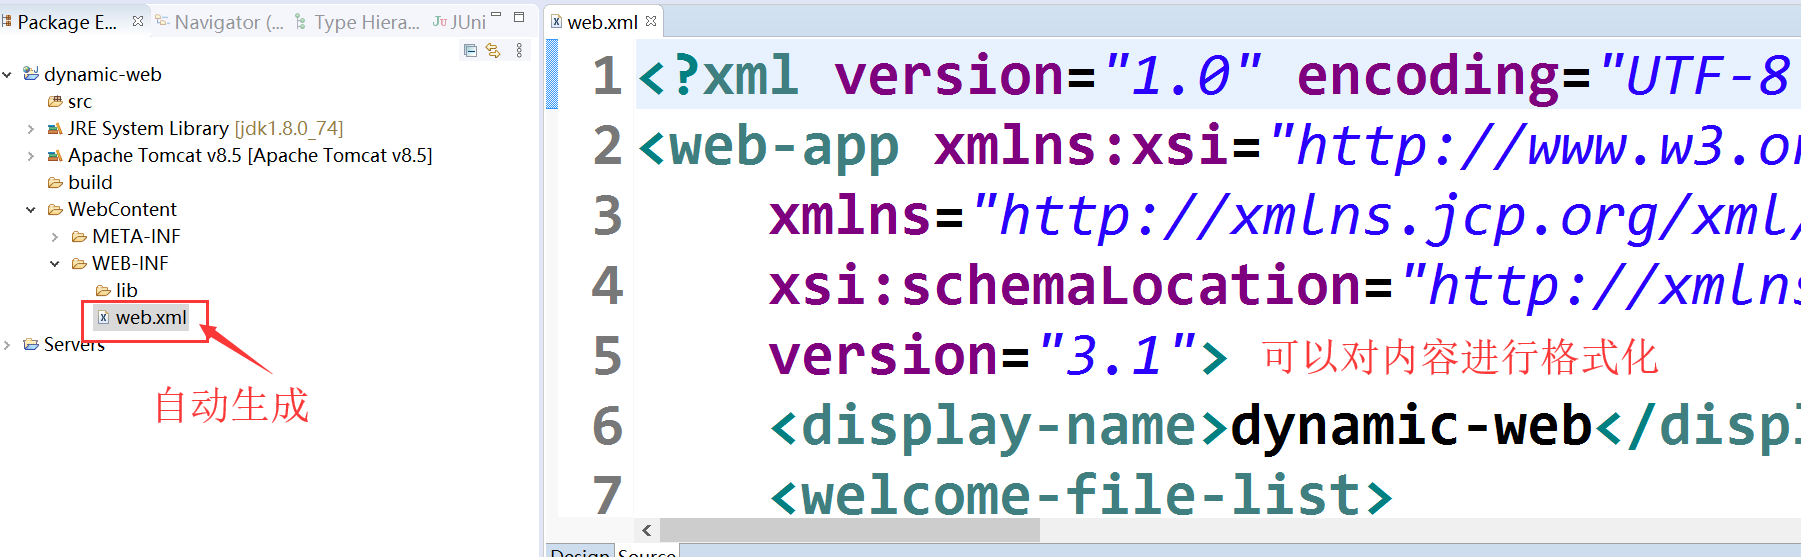 Package E...
Navigator (...
Type Hiera...
JUni
dynamic-web
src
JRE System Library [jdk1.8.0_74]
Apache Tomcat v8.5 [Apache Tomcat v8.5]
build
WebContent
META-INF
WEB-INF
lib
web.xml
Servers
自动生成
web.xml
1 <?xml version="1.0" encoding="UTF-8
2 <web-app xmlns:xsi="http://www.w3.or
3 xmlns="http://xmlns.jcp.org/xml/
4 xsi:schemaLocation="http://xmlns
5 version="3.1"> 可以对内容进行格式化
6 <display-name>dynamic-web</displ
7 <welcome-file-list>
Design Source